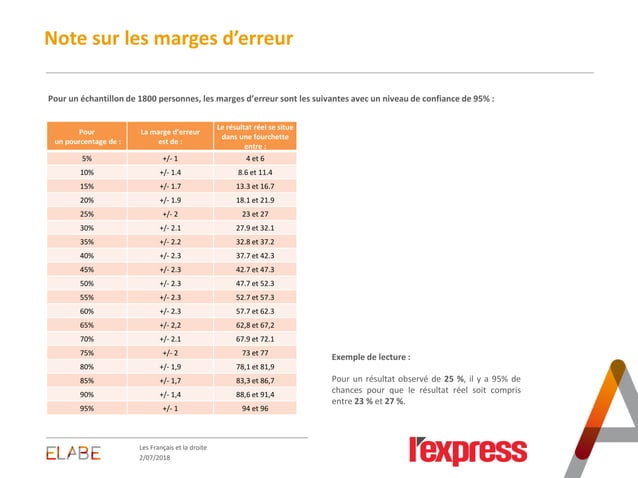 Note sur les marges d’erreur
Pour un échantillon de 1800 personnes, les marges d’erreur sont les suivantes avec un niveau de confiance de 95% :
Pour un pourcentage de : La marge d’erreur est de : Le résultat réel se situe dans une fourchette entre :
5% +/- 1 4 et 6
10% +/- 1.4 8.6 et 11.4
15% +/- 1.7 13.3 et 16.7
20% +/- 1.9 18.1 et 21.9
25% +/- 2 23 et 27
30% +/- 2.1 27.9 et 32.1
35% +/- 2.2 32.8 et 37.2
40% +/- 2.3 37.7 et 42.3
45% +/- 2.3 42.7 et 47.3
50% +/- 2.3 47.7 et 52.3
55% +/- 2.3 52.7 et 57.3
60% +/- 2.3 57.7 et 62.3
65% +/- 2,2 62,8 et 67,2
70% +/- 2.1 67.9 et 72.1
75% +/- 2 73 et 77
80% +/- 1,9 78,1 et 81,9
85% +/- 1,7 83,3 et 86,7
90% +/- 1,4 88,6 et 91,4
95% +/- 1 94 et 96
Exemple de lecture :
Pour un résultat observé de 25 %, il y a 95% de
chances pour que le résultat réel soit compris
entre 23 % et 27 %.
ELABE
Les Français et la droite
2/07/2018
l’express